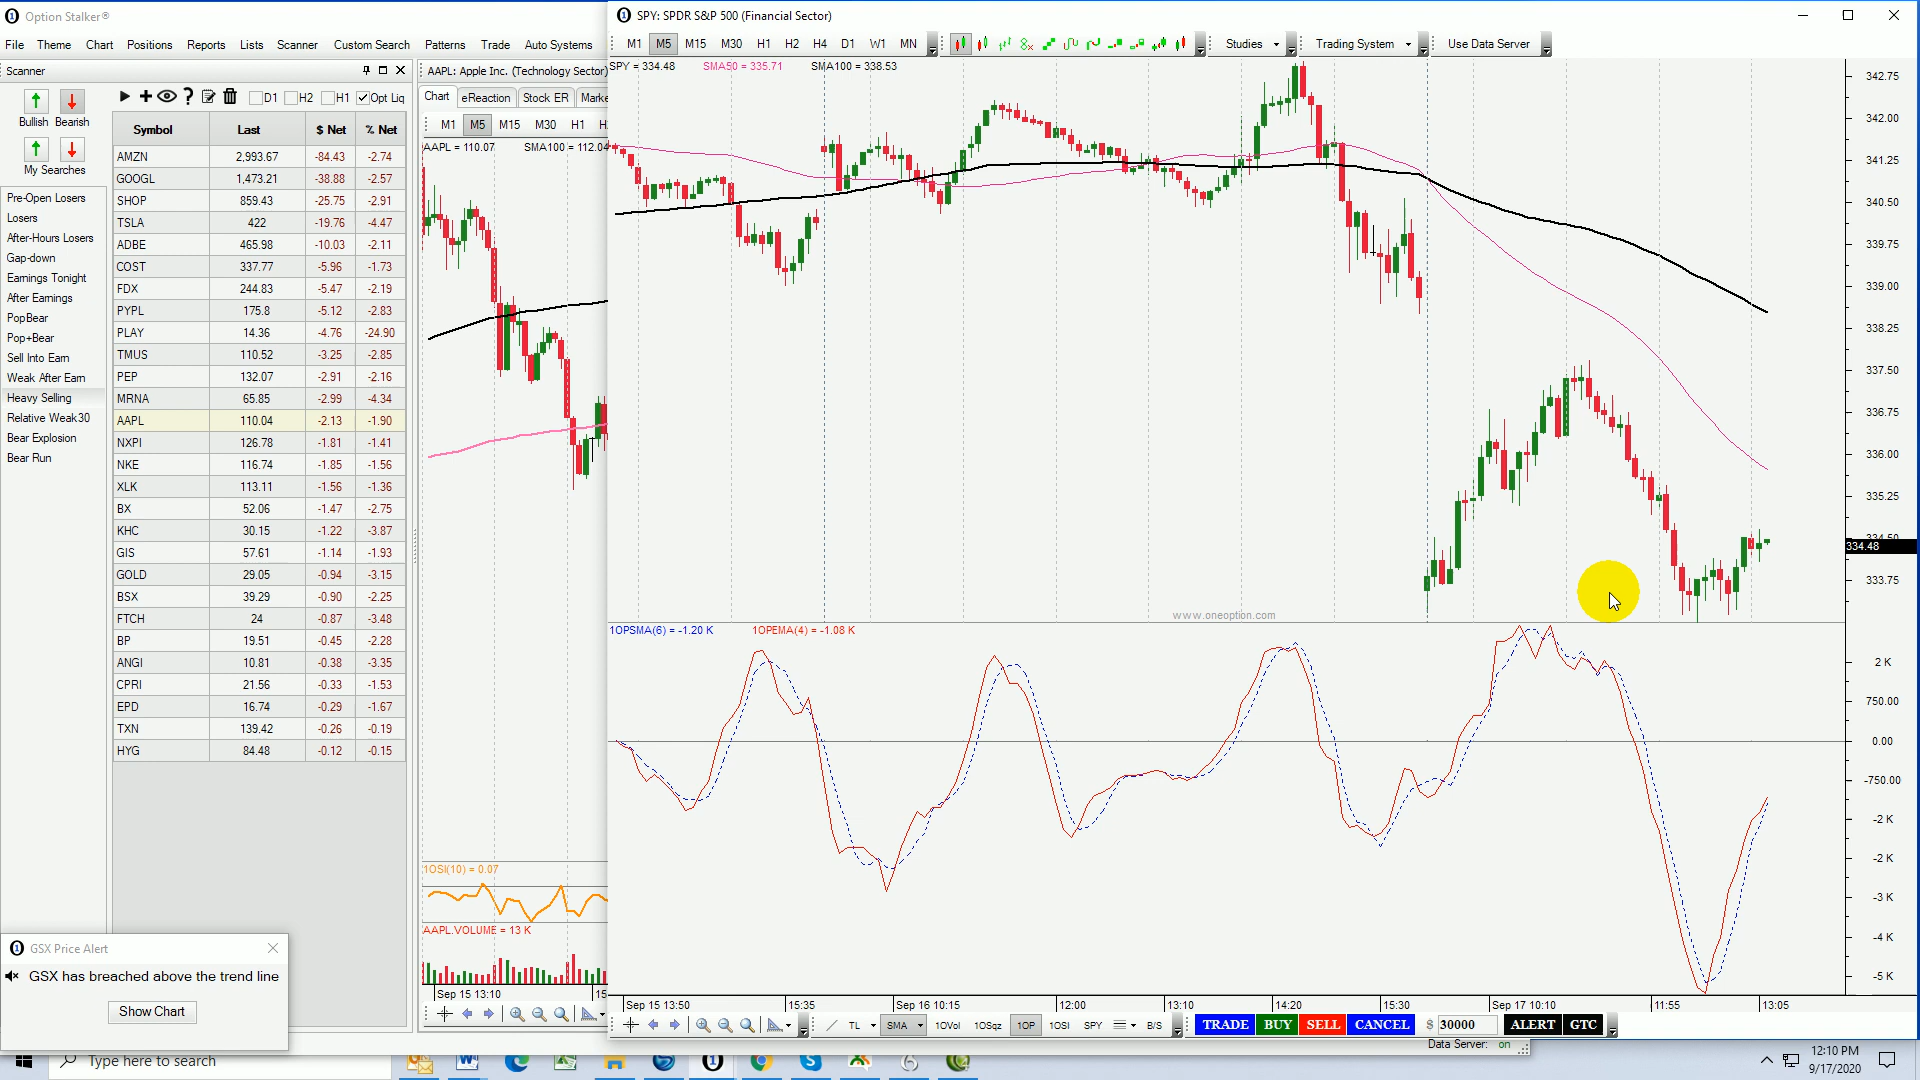 Option Stalker®
File Theme Chart Positions Reports Lists Scanner Custom Search Patterns Trade Auto Systems
Scanner
Bullish Bearish
My Searches
Pre-Open Losers
Losers
After-Hours Losers
Gap-down
Earnings Tonight
After Earnings
PopBear
Pop+Bear
Sell Into Earn
Weak After Earn
Heavy Selling
Relative Weak30
Bear Explosion
Bear Run
D1 H2 H1 Opt Liq
Symbol Last $ Net % Net
AMZN 2,993.67 -84.43 -2.74
GOOGL 1,473.21 -38.88 -2.57
SHOP 859.43 -25.75 -2.91
TSLA 422 -19.76 -4.47
ADBE 465.98 -10.03 -2.11
COST 337.77 -5.96 -1.73
FDX 244.83 -5.47 -2.19
PYPL 175.8 -5.12 -2.83
PLAY 14.36 -4.76 -24.90
TMUS 110.52 -3.25 -2.85
PEP 132.07 -2.91 -2.16
MRNA 65.85 -2.99 -4.34
AAPL 110.04 -2.13 -1.90
NXPI 126.78 -1.81 -1.41
NKE 116.74 -1.85 -1.56
XLK 113.11 -1.56 -1.36
BX 52.06 -1.47 -2.75
KHC 30.15 -1.22 -3.87
GIS 57.61 -1.14 -1.93
GOLD 29.05 -0.94 -3.15
BSX 39.29 -0.90 -2.25
FTCH 24 -0.87 -3.48
BP 19.51 -0.45 -2.28
ANGI 10.81 -0.38 -3.35
CPRI 21.56 -0.33 -1.53
EPD 16.74 -0.29 -1.67
TXN 139.42 -0.26 -0.19
HYG 84.48 -0.12 -0.15
GSX Price Alert
GSX has breached above the trend line
Show Chart
AAPL: Apple Inc. (Technology Sector)
Chart eReaction Stock ER Marke
M1 M5 M15 M30 H1
AAPL = 110.07 SMA100 = 112.04
1OSI(10) = 0.07
AAPL.VOLUME = 13 K
Sep 15 13:10 15
SPY: SPDR S&P 500 (Financial Sector)
M1 M5 M15 M30 H1 H2 H4 D1 W1 MN Studies Trading System Use Data Server
SPY = 334.48 SMA50 = 335.71 SMA100 = 338.53
342.75
342.00
341.25
340.50
339.75
339.00
338.25
337.50
336.75
336.00
335.25
334.50
334.48
333.75
www.oneoption.com
1OPSMA(6) = -1.20 K 1OPEMA(4) = -1.08 K
2 K
750.00
0.00
-750.00
-2 K
-2 K
-3 K
-4 K
-5 K
Sep 15 13:50 15:35 Sep 16 10:15 12:00 13:10 14:20 15:30 Sep 17 10:10 11:55 13:05
TL SMA 1OVol 1OSqz 1OP 1OSI SPY B/S TRADE BUY SELL CANCEL $ 30000 ALERT GTC
Data Server: on
Type here to search
12:10 PM
9/17/2020